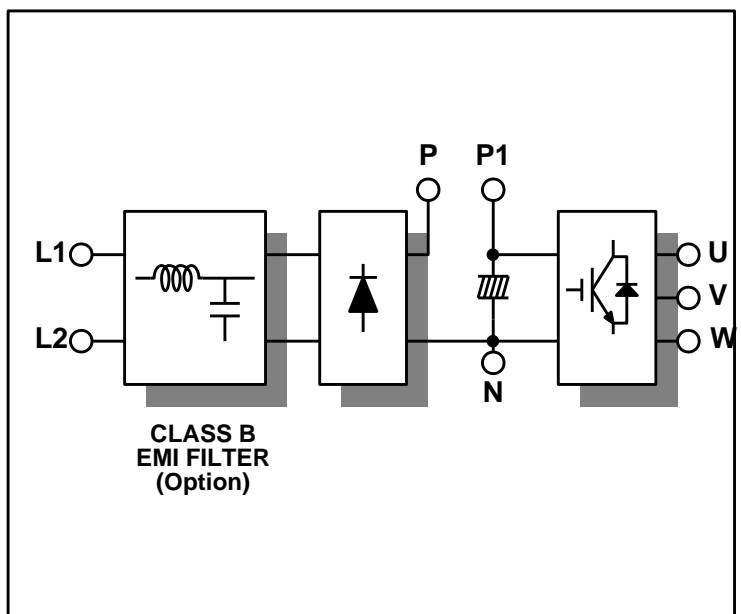 P
P1
L1
L2
U
V
W
N
CLASS B
EMI FILTER
(Option)